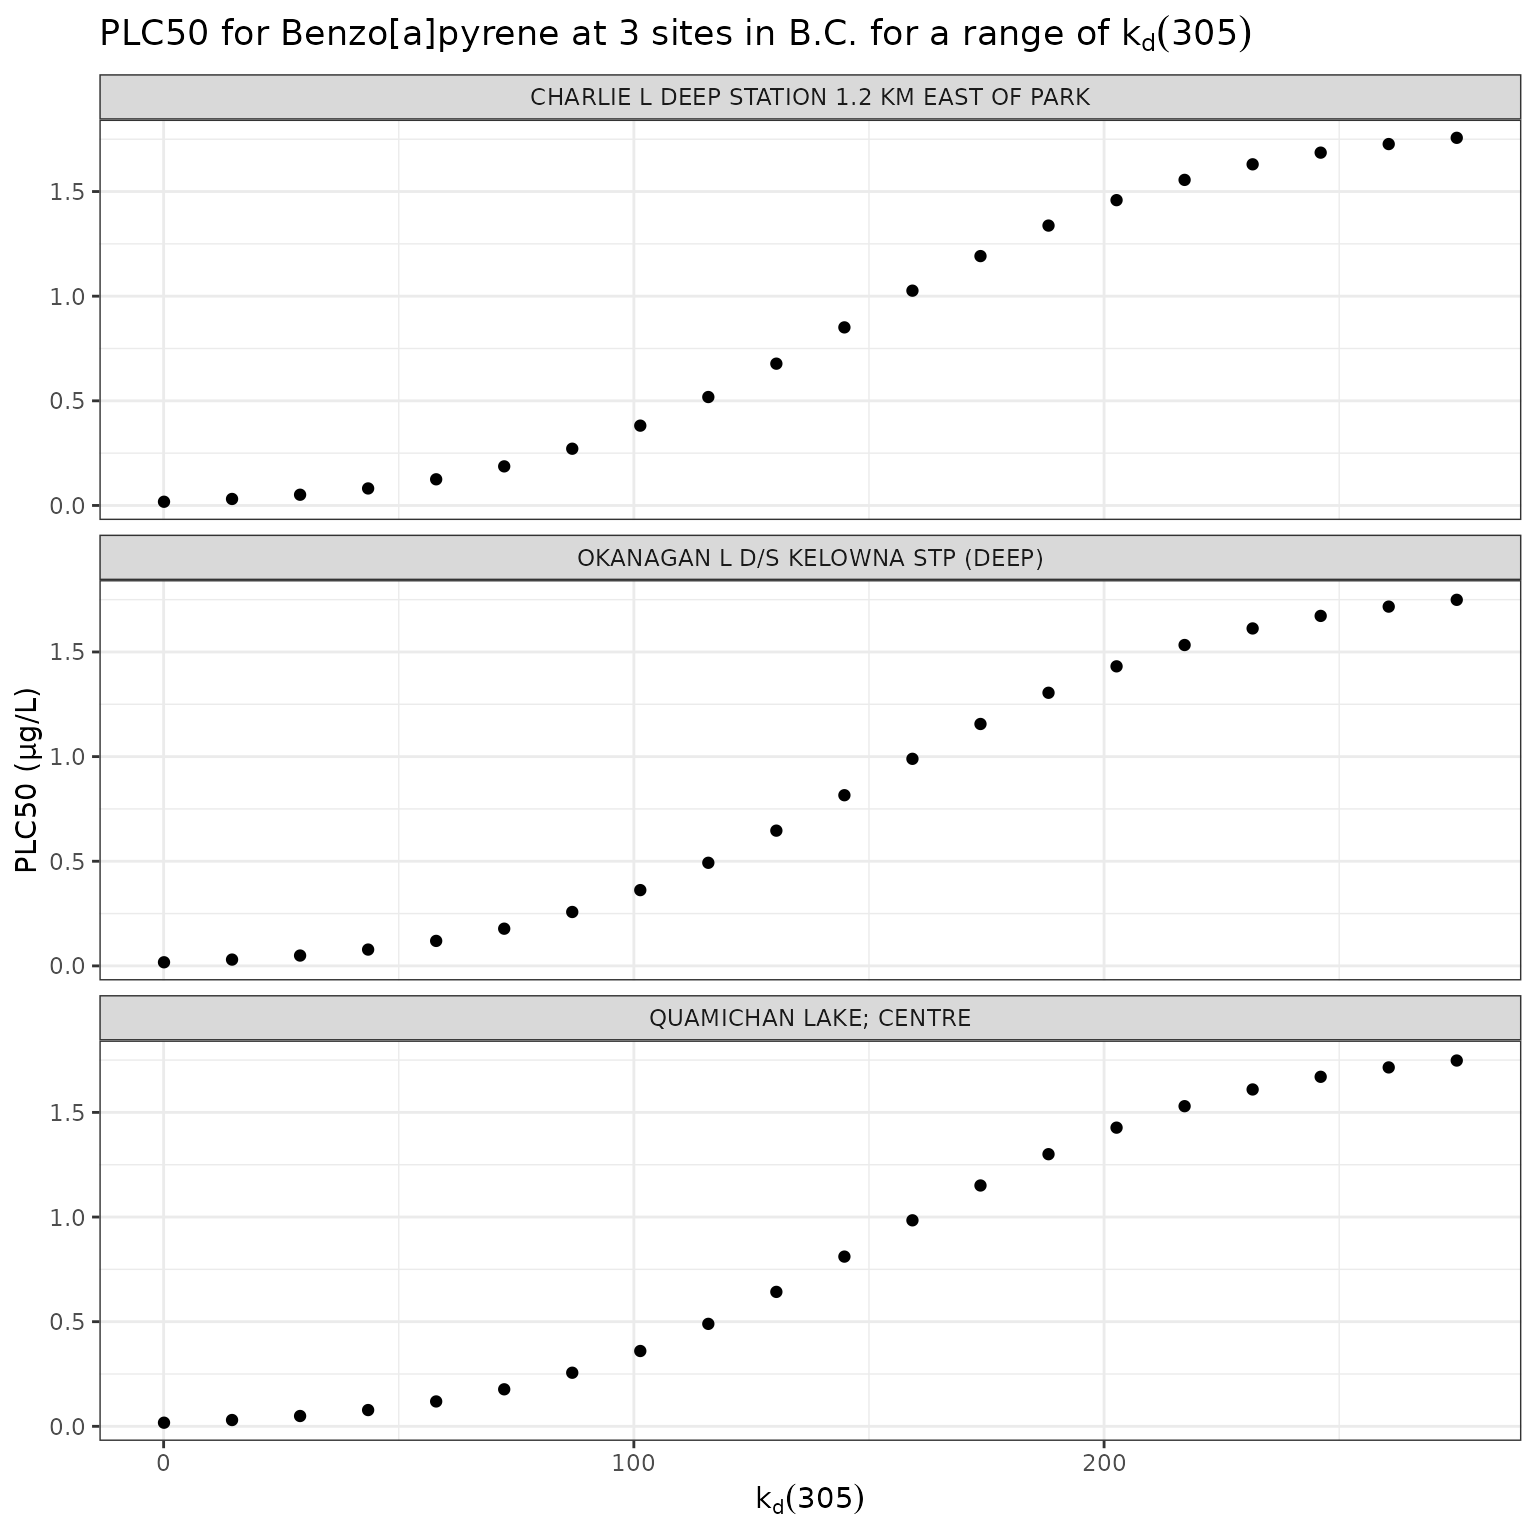 PLC50 for Benzo[a]pyrene at 3 sites in B.C. for a range of kd(305)
CHARLIE L DEEP STATION 1.2 KM EAST OF PARK
1.5
1.0
0.5
0.0
OKANAGAN L D/S KELOWNA STP (DEEP)
1.5
1.0
0.5
0.0
PLC50 (µg/L)
QUAMICHAN LAKE; CENTRE
1.5
1.0
0.5
0.0
0 100 200
kd(305)